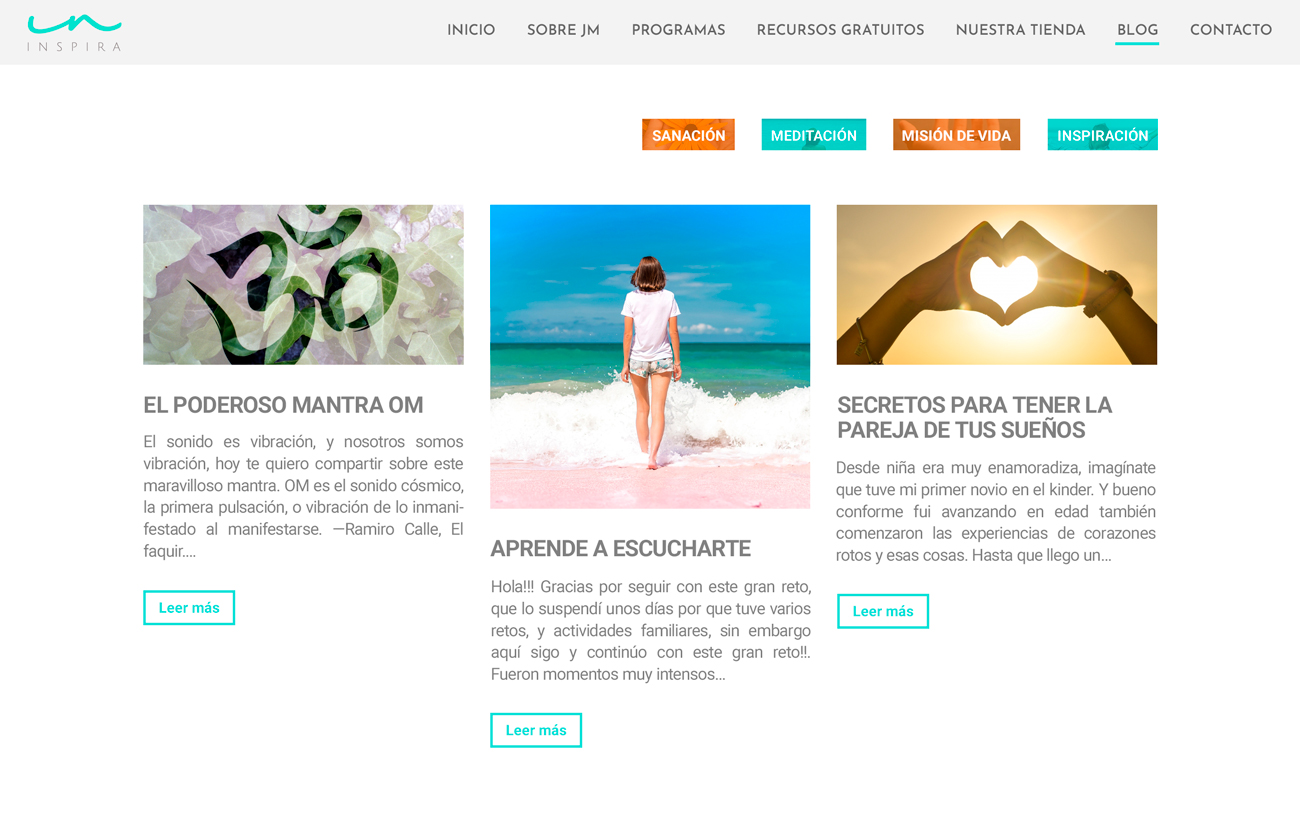 INSPIRA
INICIO SOBRE JM PROGRAMAS RECURSOS GRATUITOS NUESTRA TIENDA BLOG CONTACTO
SANACIÓN MEDITACIÓN MISIÓN DE VIDA INSPIRACIÓN
EL PODEROSO MANTRA OM
El sonido es vibración, y nosotros somos
vibración, hoy te quiero compartir sobre este
maravilloso mantra. OM es el sonido cósmico,
la primera pulsación, o vibración de lo inmani-
festado al manifestarse. —Ramiro Calle, El
faquir....
Leer más
APRENDE A ESCUCHARTE
Hola!!! Gracias por seguir con este gran reto,
que lo suspendí unos días por que tuve varios
retos, y actividades familiares, sin embargo
aquí sigo y continúo con este gran reto!!.
Fueron momentos muy intensos...
Leer más
SECRETOS PARA TENER LA
PAREJA DE TUS SUEÑOS
Desde niña era muy enamoradiza, imagínate
que tuve mi primer novio en el kinder. Y bueno
conforme fui avanzando en edad también
comenzaron las experiencias de corazones
rotos y esas cosas. Hasta que llego un...
Leer más